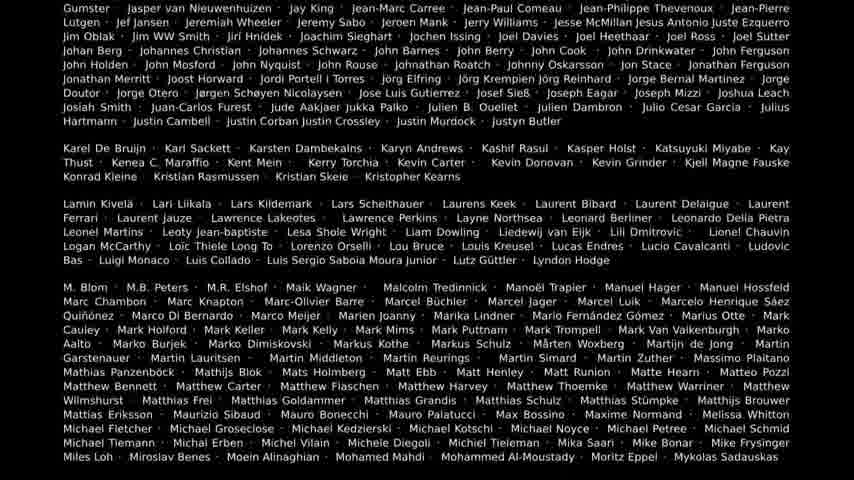 Gumster · Jasper van Nieuwenhuizen · Jay King · Jean-Marc Carree · Jean-Paul Comeau · Jean-Philippe Thevenoux · Jean-Pierre
Lutgen · Jef Jansen · Jeremiah Wheeler · Jeremy Sabo · Jeroen Mank · Jerry Williams · Jesse McMillan Jesus Antonio Juste Ezquerro
Jim Oblak · Jim WW Smith · Jirí Hnídek · Joachim Sieghart · Jochen Issing · Joël Davies · Joel Heethaar · Joel Ross · Joel Sutter
Johan Berg · Johannes Christian · Johannes Schwarz · John Barnes · John Berry · John Cook · John Drinkwater · John Ferguson
John Holden · John Mosford · John Nyquist · John Rouse · Johnathan Roatch · Johnny Oskarsson · Jon Stace · Jonathan Ferguson
Jonathan Merritt · Joost Horward · Jordi Portell i Torres · Jörg Elfring · Jörg Krempien Jörg Reinhard · Jorge Bernal Martinez · Jorge
Doutor · Jorge Otero · Jørgen Schøyen Nicolaysen · Jose Luis Gutierrez · Josef Sieß · Joseph Eagar · Joseph Mizzi · Joshua Leach
Josiah Smith · Juan-Carlos Furest · Jude Aakjaer Jukka Palko · Julien B. Ouellet · Julien Dambron · Julio Cesar Garcia · Julius
Hartmann · Justin Cambell · Justin Corban Justin Crossley · Justin Murdock · Justyn Butler
Karel De Bruijn · Karl Sackett · Karsten Dambekalns · Karyn Andrews · Kashif Rasul · Kasper Holst · Katsuyuki Miyabe · Kay
Thust · Kenea C. Maraffio · Kent Mein · Kerry Torchia · Kevin Carter · Kevin Donovan · Kevin Grinder · Kjell Magne Fauske
Konrad Kleine · Kristian Rasmussen · Kristian Skeie · Kristopher Kearns
Lamin Kivelä · Lari Liikala · Lars Kildemark · Lars Scheithauer · Laurens Keek · Laurent Bibard · Laurent Delaigue · Laurent
Ferrari · Laurent Jauze · Lawrence Lakeotes · Lawrence Perkins · Layne Northsea · Leonard Berliner · Leonardo Della Pietra
Leonel Martins · Leoty Jean-baptiste · Lesa Shole Wright · Liam Dowling · Liedewij van Eijk · Lili Dmitrovic · Lionel Chauvin
Logan McCarthy · Loïc Thiele Long To · Lorenzo Orselli · Lou Bruce · Louis Kreusel · Lucas Endres · Lucio Cavalcanti · Ludovic
Bas · Luigi Monaco · Luis Collado · Luis Sergio Saboia Moura Junior · Lutz Güttler · Lyndon Hodge
M. Blom · M.B. Peters · M.R. Elshof · Maik Wagner · Malcolm Tredinnick · Manoël Trapier · Manuel Hager · Manuel Hossfeld
Marc Chambon · Marc Knapton · Marc-Olivier Barre · Marcel Büchler · Marcel Jager · Marcel Luik · Marcelo Henrique Sáez
Quiñónez · Marco Di Bernardo · Marco Meijer · Marien Joanny · Marika Lindner · Mario Fernández Gómez · Marius Otte · Mark
Cauiey · Mark Holford · Mark Keller · Mark Kelly · Mark Mims · Mark Puttnam · Mark Trompell · Mark Van Valkenburgh · Marko
Aalto · Marko Burjek · Marko Dimiskovski · Markus Kothe · Markus Schulz · Mårten Woxberg · Martijn de Jong · Martin
Garstenauer · Martin Lauritsen · Martin Middleton · Martin Reurings · Martin Simard · Martin Zuther · Massimo Plaitano
Mathias Panzenböck · Mathijs Blok · Mats Holmberg · Matt Ebb · Matt Henley · Matt Runion · Matte Hearn · Matteo Pozzi
Matthew Bennett · Matthew Carter · Matthew Flaschen · Matthew Harvey · Matthew Thoemke · Matthew Warriner · Matthew
Wilmshurst · Matthias Frei · Matthias Goldammer · Matthias Grandis · Matthias Schulz · Matthias Stümpke · Matthijs Brouwer
Mattias Eriksson · Maurizio Sibaud · Mauro Bonecchi · Mauro Palatucci · Max Bossino · Maxime Normand · Melissa Whitton
Michael Fletcher · Michael Groseclose · Michael Kedzierski · Michael Kotschi · Michael Noyce · Michael Petree · Michael Schmid
Michael Tiemann · Michal Erben · Michel Vilain · Michele Diegoli · Michiel Tieleman · Mika Saari · Mike Bonar · Mike Frysinger
Miles Loh · Miroslav Benes · Moein Alinaghian · Mohamed Mahdi · Mohammed Al-Moustady · Moritz Eppel · Mykolas Sadauskas ·